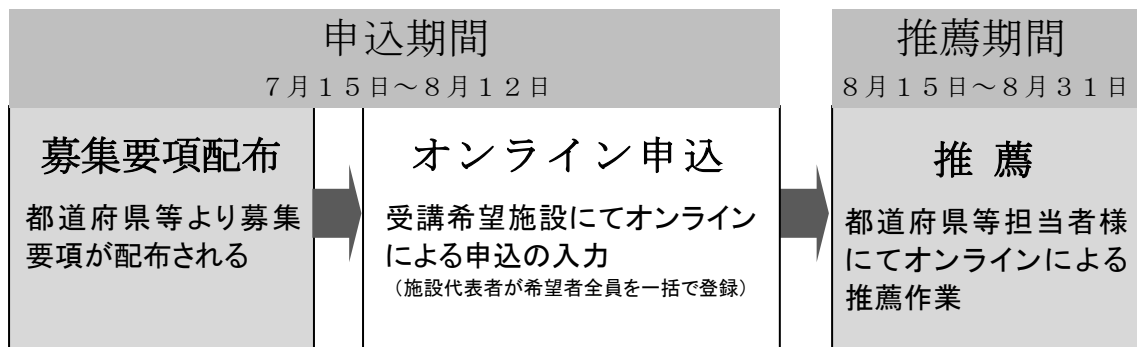 申込期間
７月１５日～８月１２日
募集要項配布
都道府県等より募集
要項が配布される
オンライン申込
受講希望施設にてオンライン
による申込の入力
（施設代表者が希望者全員を一括で登録）
推薦期間
８月１５日～８月３１日
推 薦
都道府県等担当者様
にてオンラインによる
推薦作業